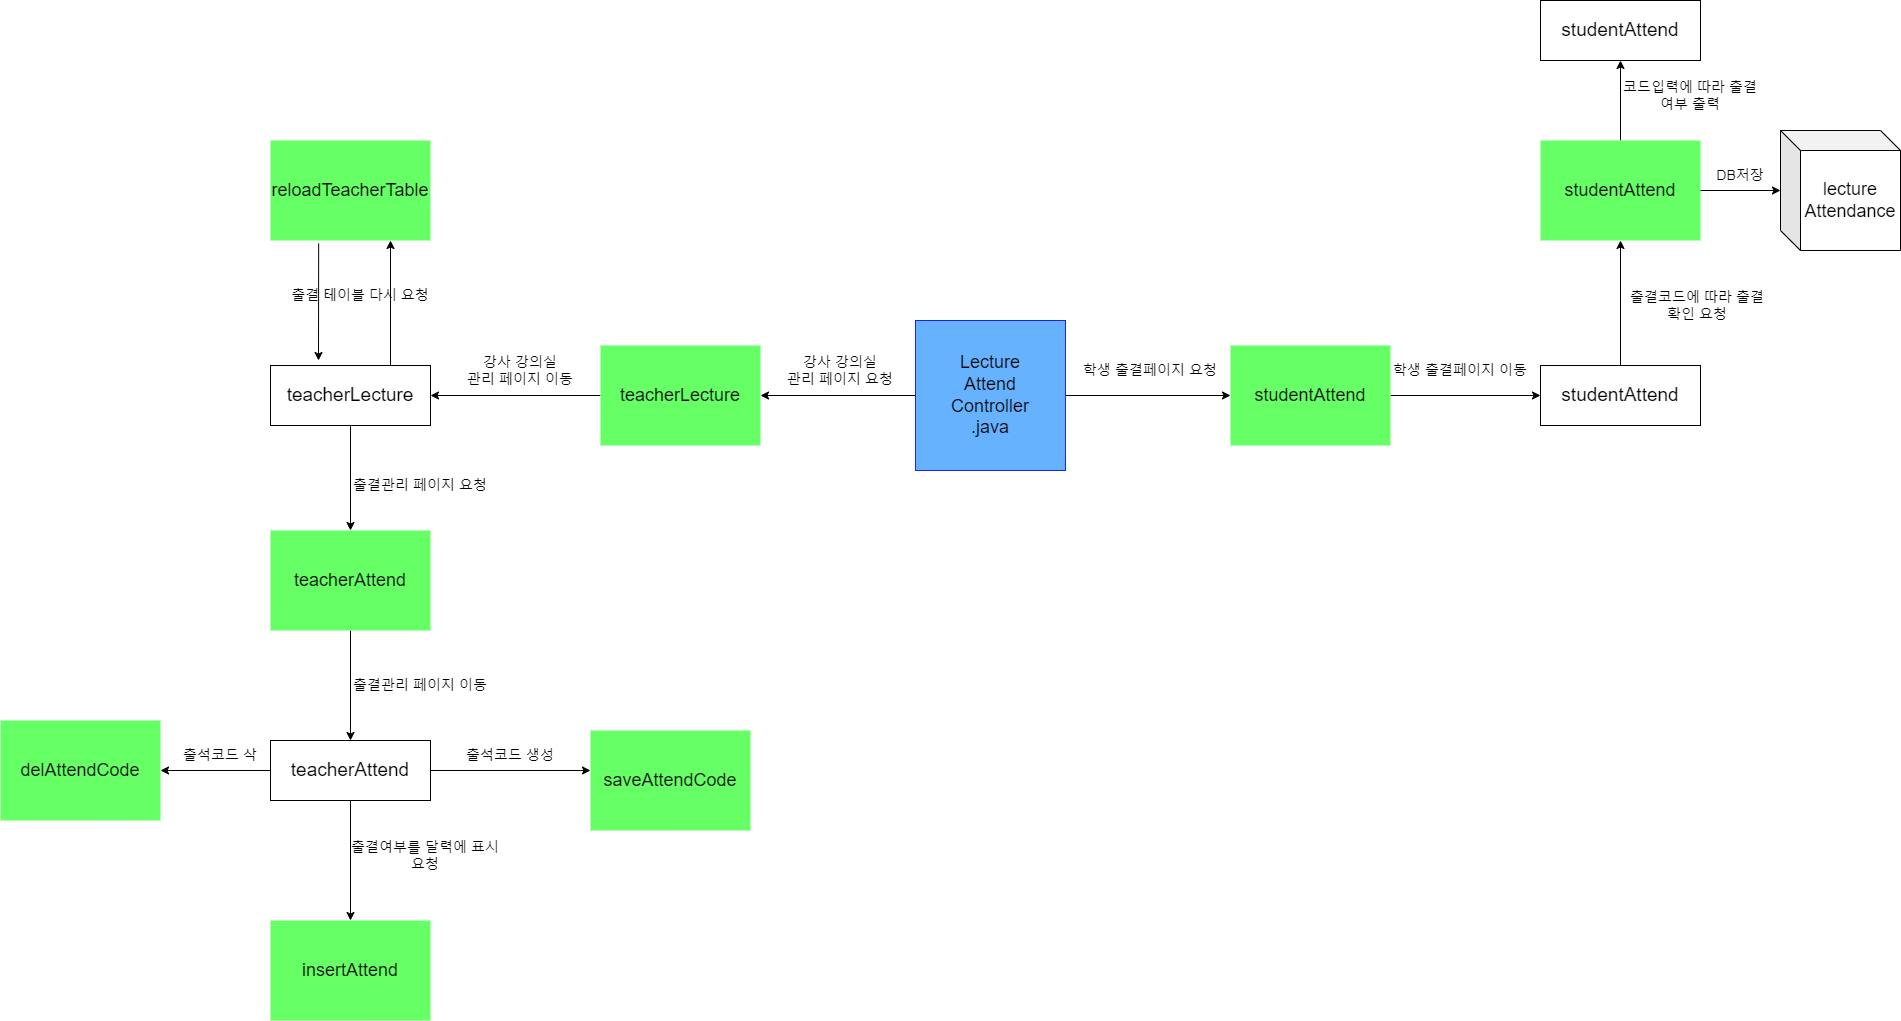 studentAttend
코드입력에 따라 출결
여부 출력
reloadTeacherTable
studentAttend
DB저장
lecture
Attendance
출결 테이블 다시 요청
출결코드에 따라 출결
확인 요청
teacherLecture
강사 강의실
관리 페이지 이동
teacherLecture
강사 강의실
관리 페이지 요청
Lecture
Attend
Controller
.java
학생 출결페이지 요청
studentAttend
학생 출결페이지 이동
studentAttend
출결관리 페이지 요청
teacherAttend
출결관리 페이지 이동
delAttendCode
출석코드 삭
teacherAttend
출석코드 생성
saveAttendCode
출결여부를 달력에 표시
요청
insertAttend